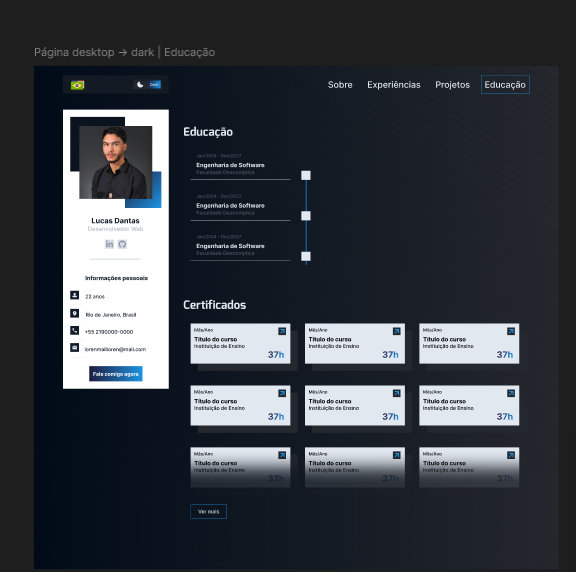 Página desktop → dark | Educação
Sobre Experiências Projetos Educação
Lucas Dantas
Desenvolvedor Web
Informações pessoais
22 anos
Rio de Janeiro, Brasil
+55 2190000-0000
loremailloren@mail.com
Fale comigo agora
Educação
Jan/2024 - Dez/2027
Engenharia de Software
Faculdade Descomplica
Jan/2024 - Dez/2027
Engenharia de Software
Faculdade Descomplica
Jan/2024 - Dez/2027
Engenharia de Software
Faculdade Descomplica
Certificados
Mês/Ano
Título do curso
Instituição de Ensino
37h
Mês/Ano
Título do curso
Instituição de Ensino
37h
Mês/Ano
Título do curso
Instituição de Ensino
37h
Mês/Ano
Título do curso
Instituição de Ensino
37h
Mês/Ano
Título do curso
Instituição de Ensino
37h
Mês/Ano
Título do curso
Instituição de Ensino
37h
Mês/Ano
Título do curso
Instituição de Ensino
37h
Mês/Ano
Título do curso
Instituição de Ensino
37h
Mês/Ano
Título do curso
Instituição de Ensino
37h
Ver mais